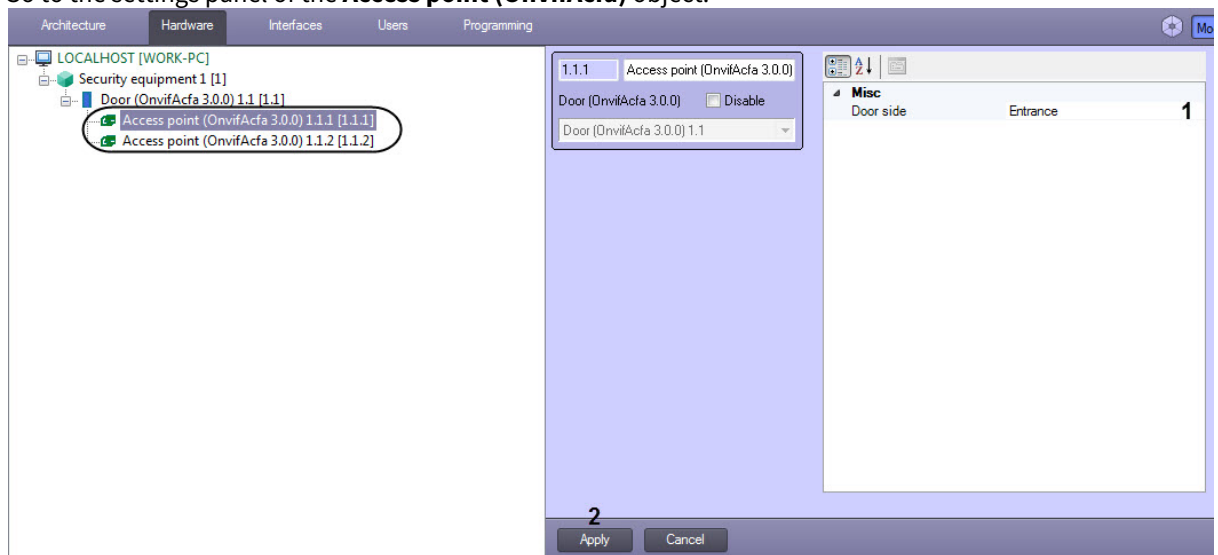 Go to the settings panel of the Access point (OnvifAcfa) object.
Architecture Hardware Interfaces Users Programming Mo
LOCALHOST [WORK-PC]
Security equipment 1 [1]
Door (OnvifAcfa 3.0.0) 1.1 [1.1]
Access point (OnvifAcfa 3.0.0) 1.1.1 [1.1.1]
Access point (OnvifAcfa 3.0.0) 1.1.2 [1.1.2]
1.1.1 Access point (OnvifAcfa 3.0.0)
Door (OnvifAcfa 3.0.0) Disable
Door (OnvifAcfa 3.0.0) 1.1
Misc
Door side Entrance 1
2
Apply Cancel